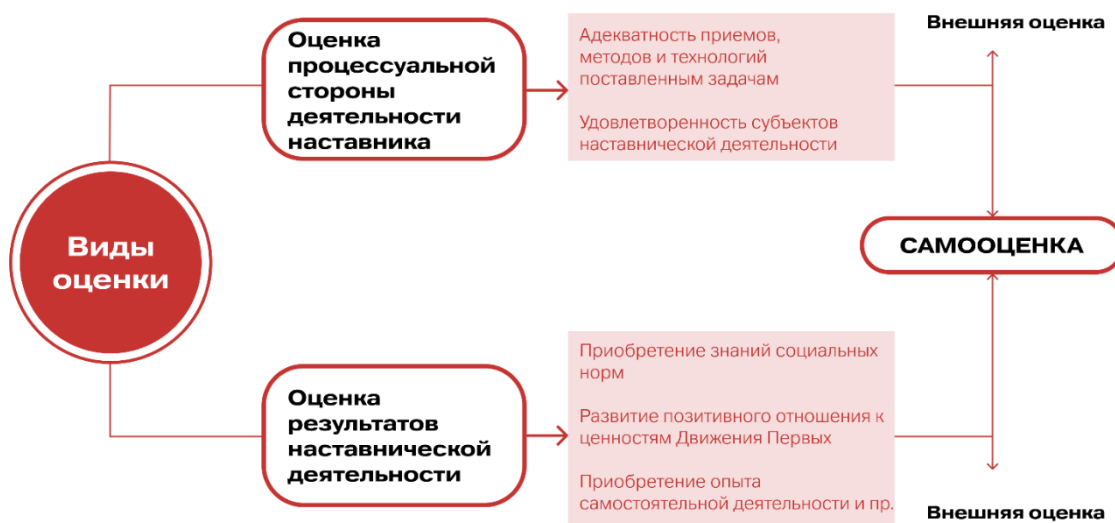 Виды
оценки
Оценка
процессуальной
стороны
деятельности
наставника
Адекватность приемов,
методов и технологий
поставленным задачам
Удовлетворенность субъектов
наставнической деятельности
Внешняя оценка
САМООЦЕНКА
Оценка
результатов
наставнической
деятельности
Приобретение знаний социальных
норм
Развитие позитивного отношения к
ценностям Движения Первых
Приобретение опыта
самостоятельной деятельности и пр.
Внешняя оценка